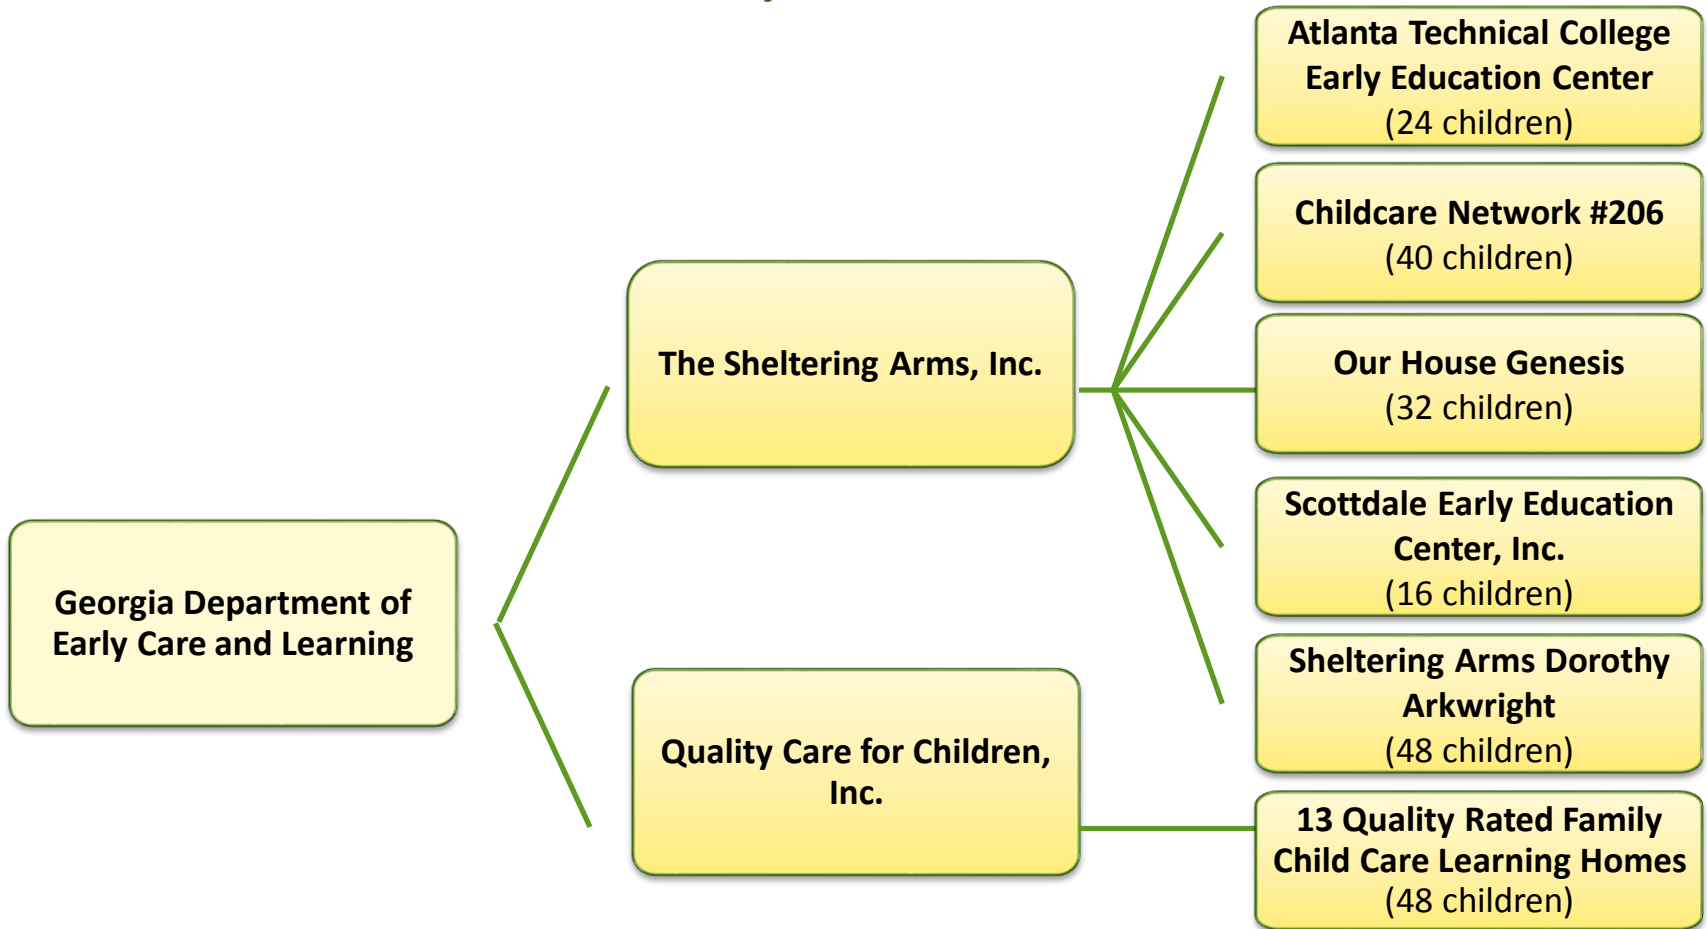 Atlanta Technical College
Early Education Center
(24 children)
Childcare Network #206
(40 children)
The Sheltering Arms, Inc.
Our House Genesis
(32 children)
Scottdale Early Education
Center, Inc.
(16 children)
Georgia Department of
Early Care and Learning
Sheltering Arms Dorothy
Arkwright
(48 children)
Quality Care for Children,
Inc.
13 Quality Rated Family
Child Care Learning Homes
(48 children)